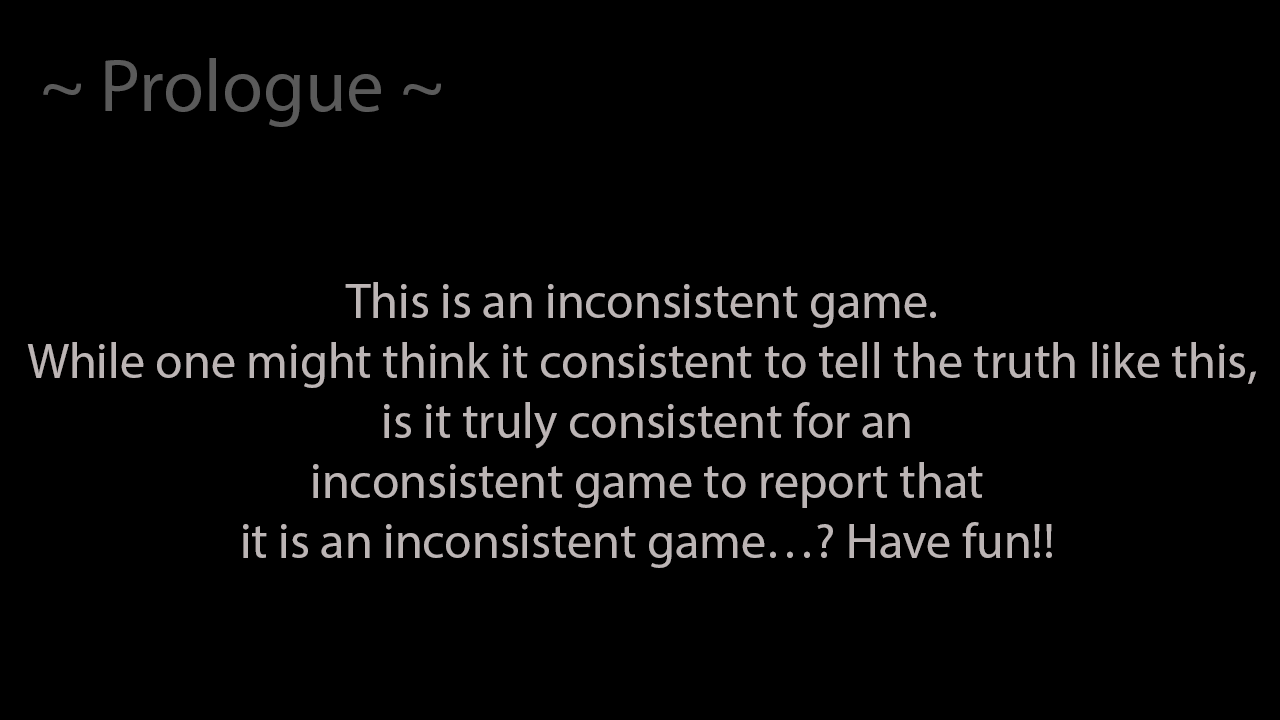 ~ Prologue ~
This is an inconsistent game.
While one might think it consistent to tell the truth like this,
is it truly consistent for an
inconsistent game to report that
it is an inconsistent game…? Have fun!!